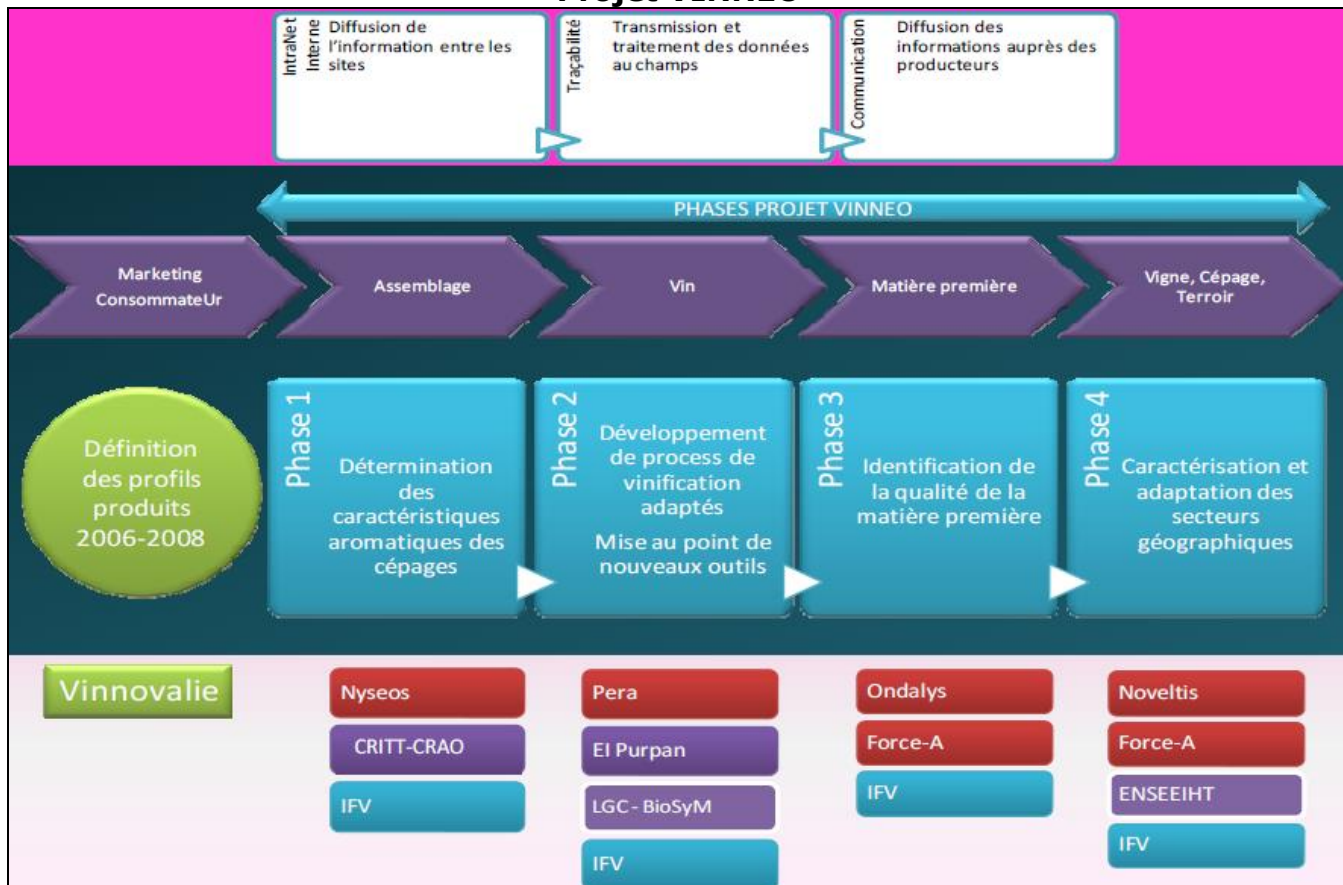 Projet VINNEO
IntraNet
Interne
Diffusion de
l'information entre les
sites
Traçabilité
Transmission et
traitement des données
au champs
Communication
Diffusion des
informations auprès des
producteurs
PHASES PROJET VINNEO
Marketing
ConsommateUr
Assemblage
Vin
Matière première
Vigne, Cépage,
Terroir
Définition
des profils
produits
2006-2008
Phase 1
Détermination
des
caractéristiques
aromatiques des
cépages
Phase 2
Développement
de process de
vinification
adaptés
Mise au point de
nouveaux outils
Phase 3
Identification de
la qualité de la
matière première
Phase 4
Caractérisation et
adaptation des
secteurs
géographiques
Vinnovalie
Nyseos
CRITT-CRAO
IFV
Pera
EI Purpan
LGC - BioSyM
IFV
Ondalys
Force-A
IFV
Noveltis
Force-A
ENSEEIHT
IFV